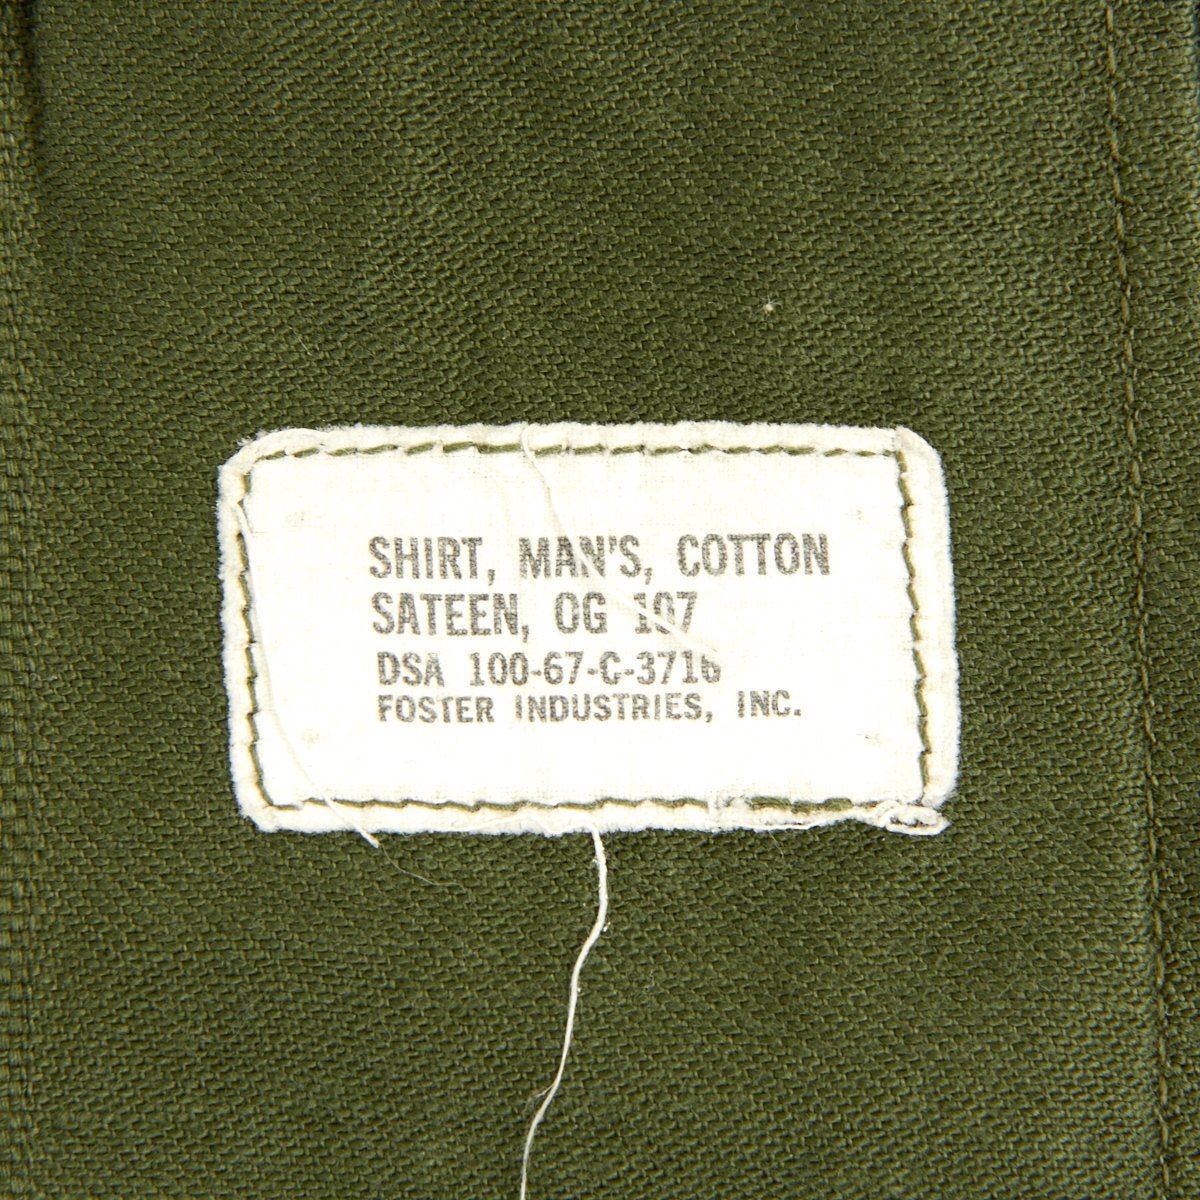 SHIRT, MAN'S, COTTON
SATEEN, OG 107
DSA 100-67-C-3716
FOSTER INDUSTRIES, INC.